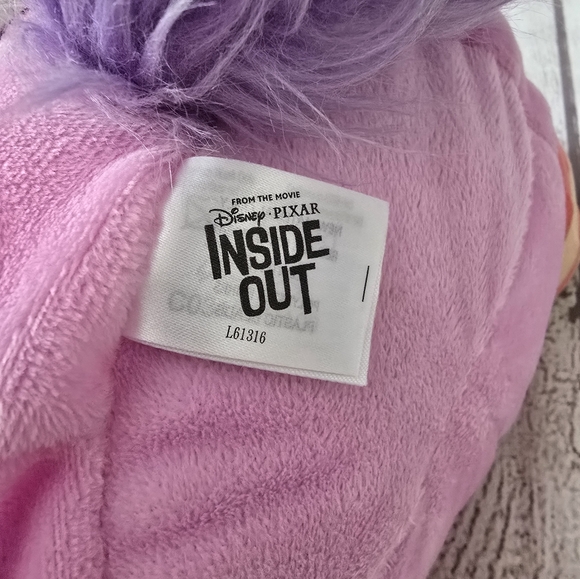 FROM THE MOVIE
Disney · PIXAR
INSIDE
OUT
L61316